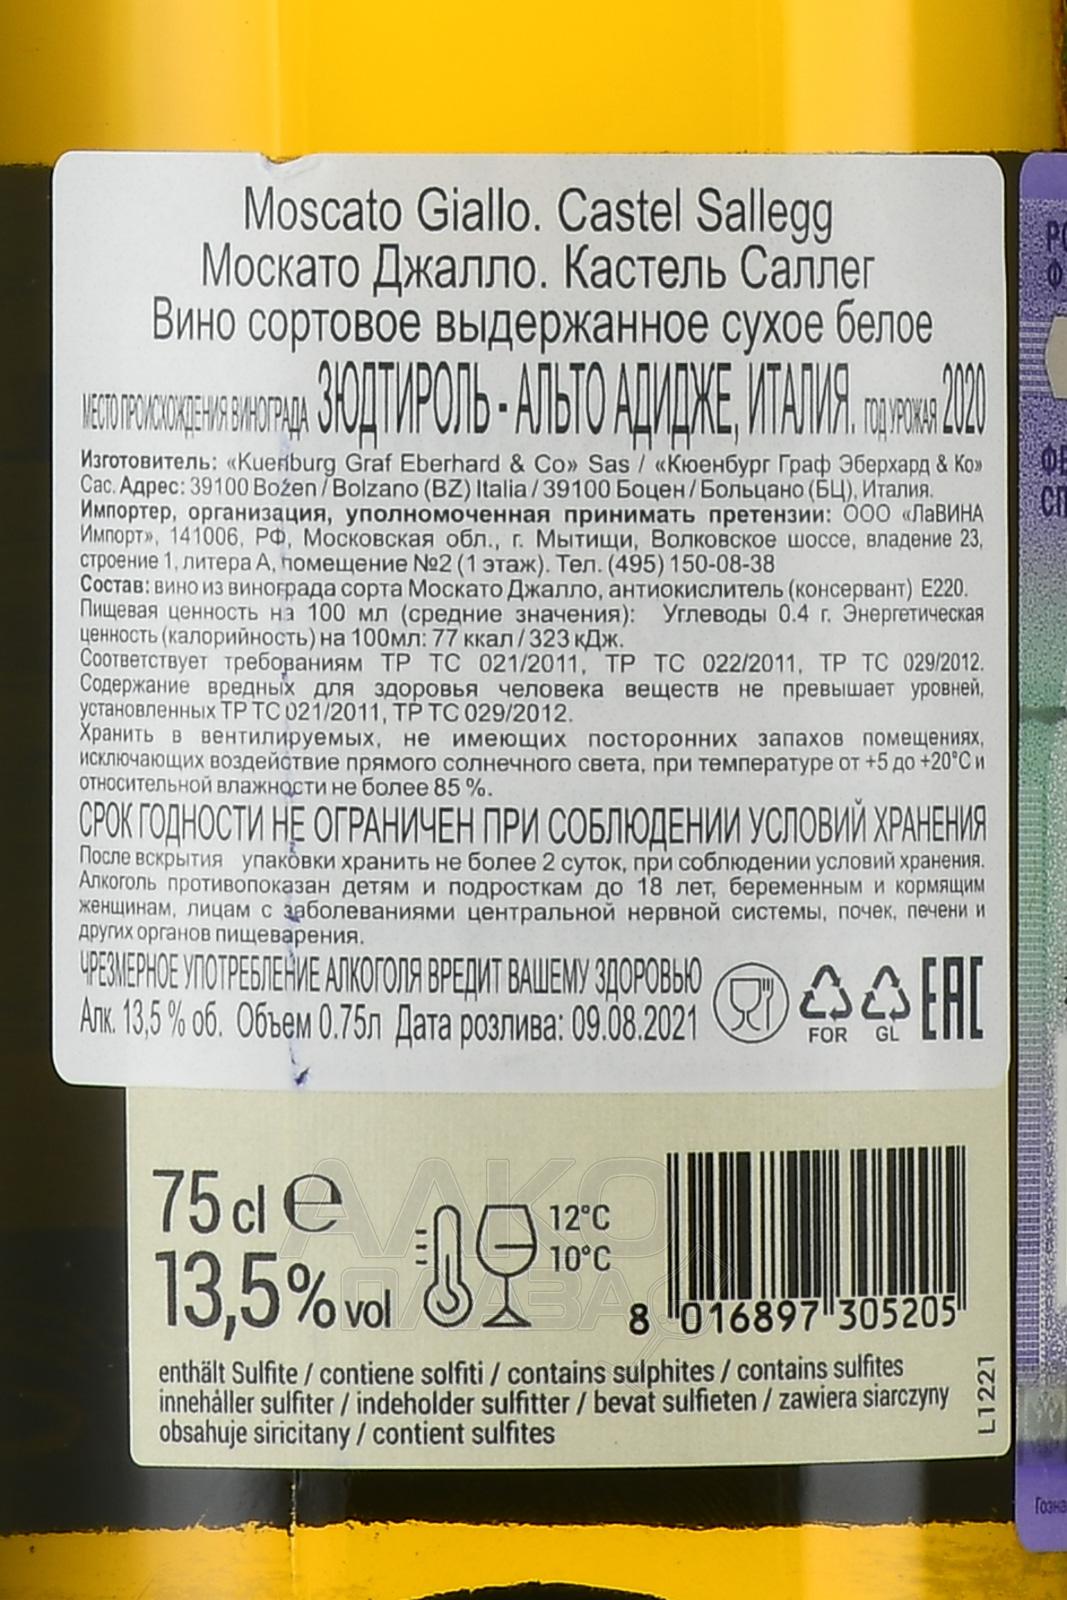 Moscato Giallo. Castel Sallegg
Москато Джалло. Кастель Саллег
Вино сортовое выдержанное сухое белое
МЕСТО ПРОИСХОЖДЕНИЯ ВИНОГРАДА ЗЮДТИРОЛЬ - АЛЬТО АДИДЖЕ, ИТАЛИЯ. ГОД УРОЖАЯ 2020
Изготовитель: «Kuenburg Graf Eberhard & Co» Sas / «Кюенбург Граф Эберхард & Ко»
Сас. Адрес: 39100 Bozen / Bolzano (BZ) Italia / 39100 Боцен / Больцано (БЦ), Италия.
Импортер, организация, уполномоченная принимать претензии: ООО «ЛаВИНА
Импорт», 141006, РФ, Московская обл., г. Мытищи, Волковское шоссе, владение 23,
строение 1, литера А, помещение №2 (1 этаж). Тел. (495) 150-08-38
Состав: вино из винограда сорта Москато Джалло, антиокислитель (консервант) Е220.
Пищевая ценность на 100 мл (средние значения): Углеводы 0.4 г. Энергетическая
ценность (калорийность) на 100мл: 77 ккал / 323 кДж.
Соответствует требованиям ТР ТС 021/2011, ТР ТС 022/2011, ТР ТС 029/2012.
Содержание вредных для здоровья человека веществ не превышает уровней,
установленных ТР ТС 021/2011, ТР ТС 029/2012.
Хранить в вентилируемых, не имеющих посторонних запахов помещениях,
исключающих воздействие прямого солнечного света, при температуре от +5 до +20°С и
относительной влажности не более 85 %.
СРОК ГОДНОСТИ НЕ ОГРАНИЧЕН ПРИ СОБЛЮДЕНИИ УСЛОВИЙ ХРАНЕНИЯ
После вскрытия упаковки хранить не более 2 суток, при соблюдении условий хранения.
Алкоголь противопоказан детям и подросткам до 18 лет, беременным и кормящим
женщинам, лицам с заболеваниями центральной нервной системы, почек, печени и
других органов пищеварения.
ЧРЕЗМЕРНОЕ УПОТРЕБЛЕНИЕ АЛКОГОЛЯ ВРЕДИТ ВАШЕМУ ЗДОРОВЬЮ
Алк. 13,5 % об. Объем 0.75л Дата розлива: 09.08.2021
FOR GL EAC
75 cl e
13,5% vol
12°C
10°C
8 016897 305205
enthält Sulfite / contiene solfiti / contains sulphites / contains sulfites
innehåller sulfiter / indeholder sulfitter / bevat sulfieten / zawiera siarczyny
obsahuje siricitany / contient sulfites
L1221
АЛКО
ПЛАЗА